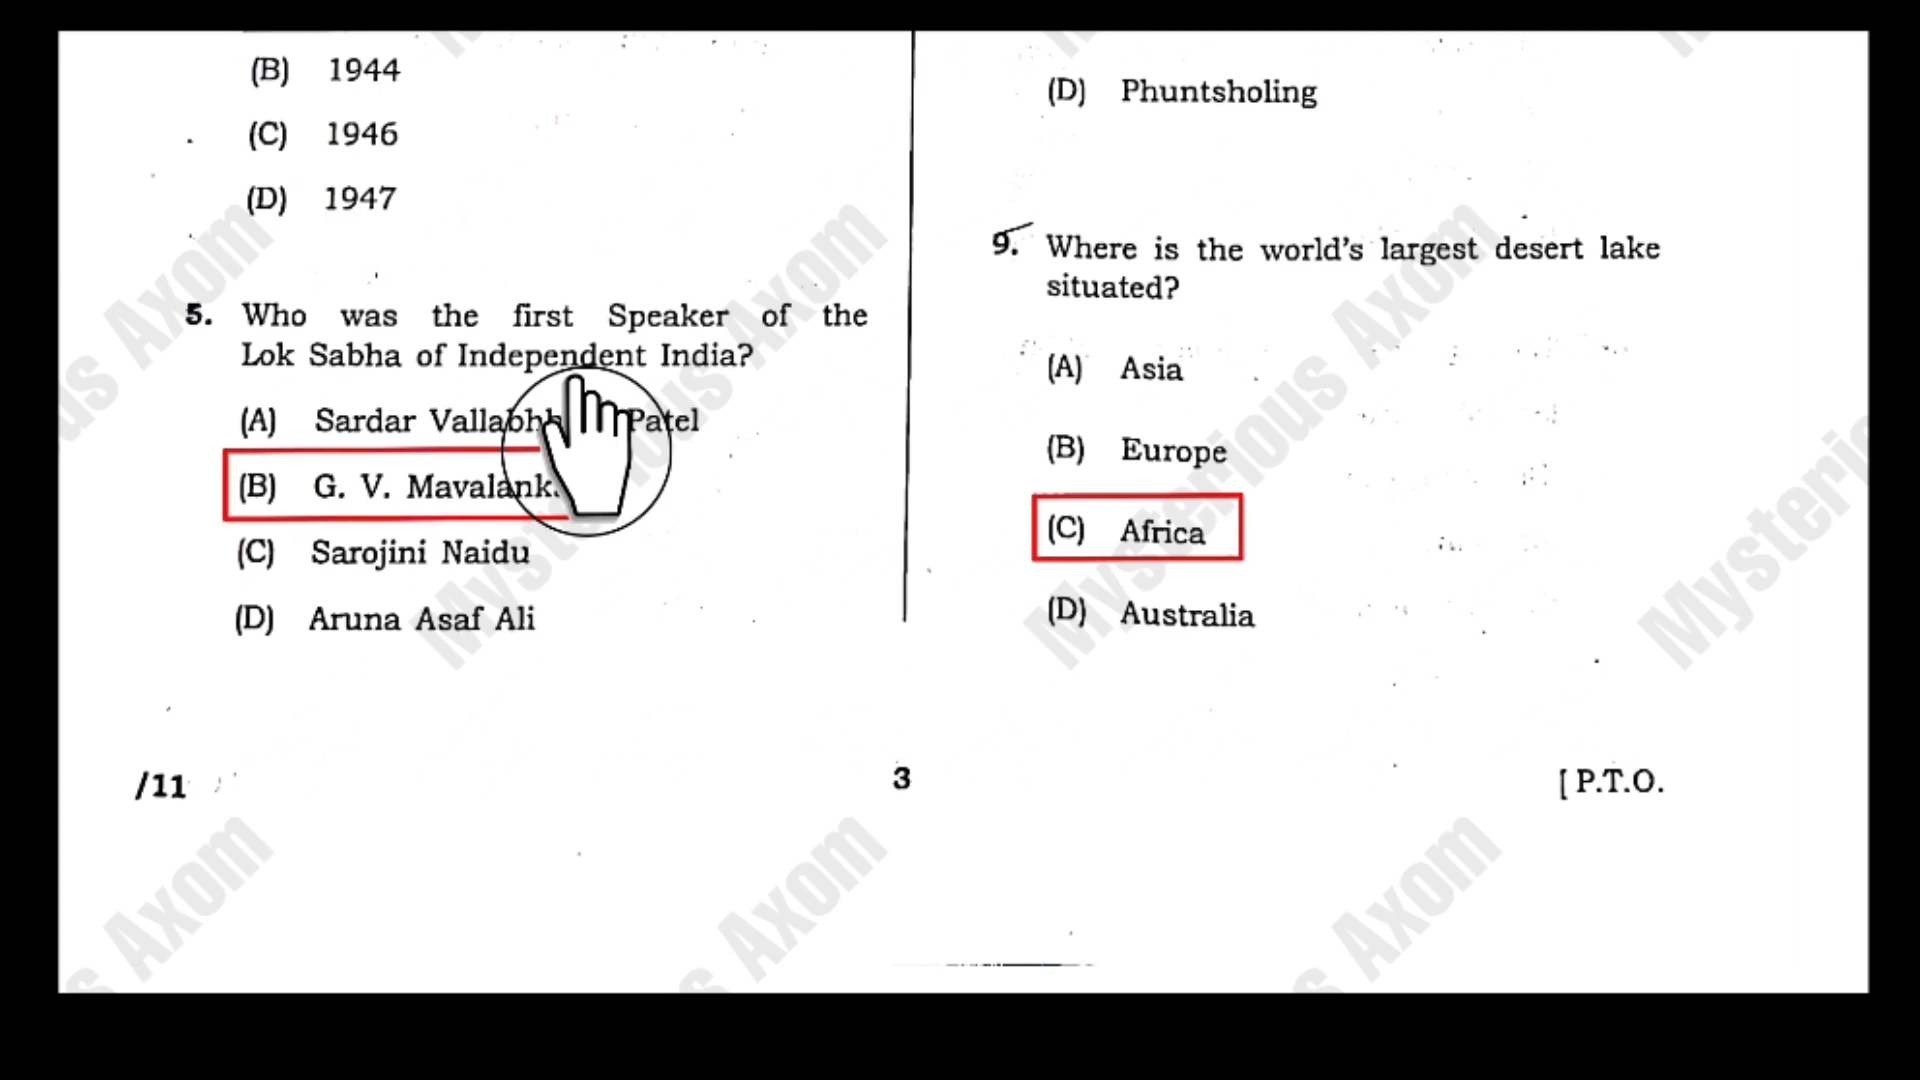 (B) 1944
(C) 1946
(D) 1947
5. Who was the first Speaker of the
Lok Sabha of Independent India?
(A) Sardar Patel
(B) G. V.
(C) Sarojini Naidu
(D) Aruna Asaf Ali
(D) Phuntsholing
9. Where is the world's largest desert lake
situated?
(A) Asia
(B) Europe
(C) Africa
(D) Australia
/11
3
[ P.T.O.
Mysterious Axom